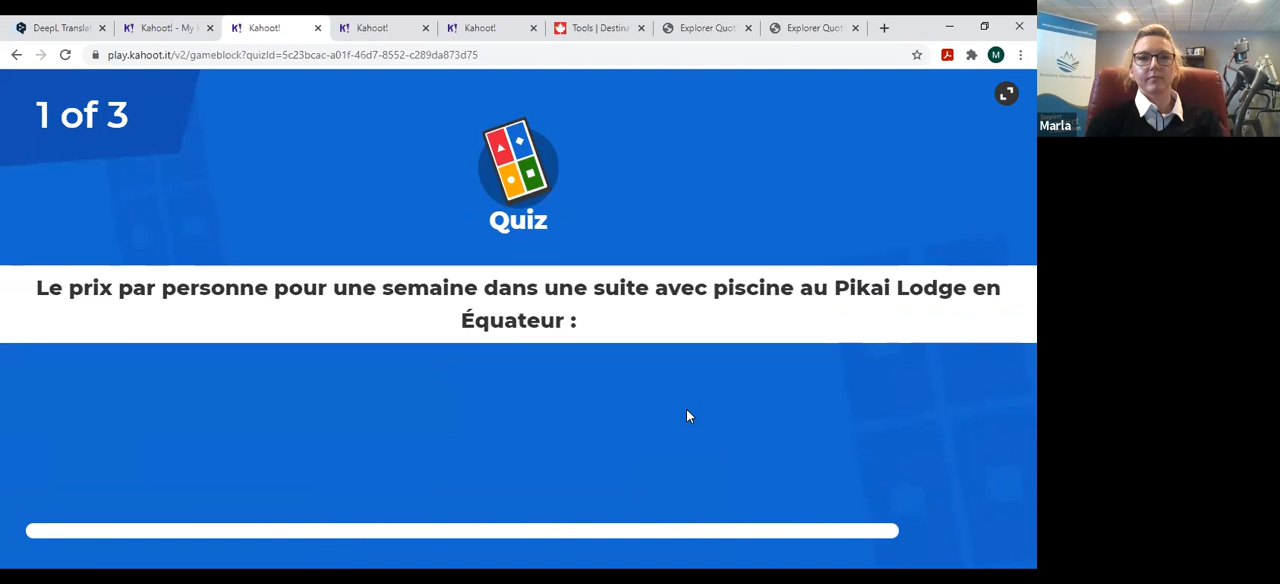 DeepL Translat
Kahoot! - My K
Kahoot!
Kahoot!
Kahoot!
Tools | Destina
Explorer Quot
Explorer Quot
play.kahoot.it/v2/gameblock?quizId=5c23bcac-a01f-46d7-8552-c289da873d75
M
1 of 3
Quiz
Le prix par personne pour une semaine dans une suite avec piscine au Pikai Lodge en
Équateur :
Marla